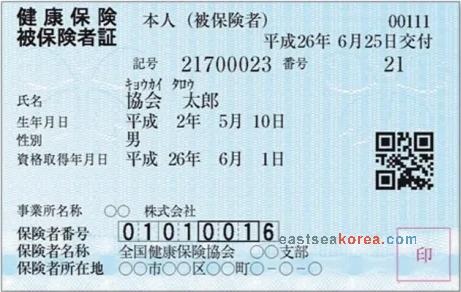 健康保険 本人（被保険者） 00111
被保険者証 平成26年 6月25日交付
記号 21700023 番号 21
ｷｮｳｶｲ ﾀﾛｳ
氏名 協会 太郎
生年月日 平成 2年 5月10日
性別 男
資格取得年月日 平成 26年 6月 1日
事業所名称 ○○ 株式会社
保険者番号 01010016 eastseakorea.com
保険者名称 全国健康保険協会 ○○支部
保険者所在地 ○○市○○区○○町○-○-○
印